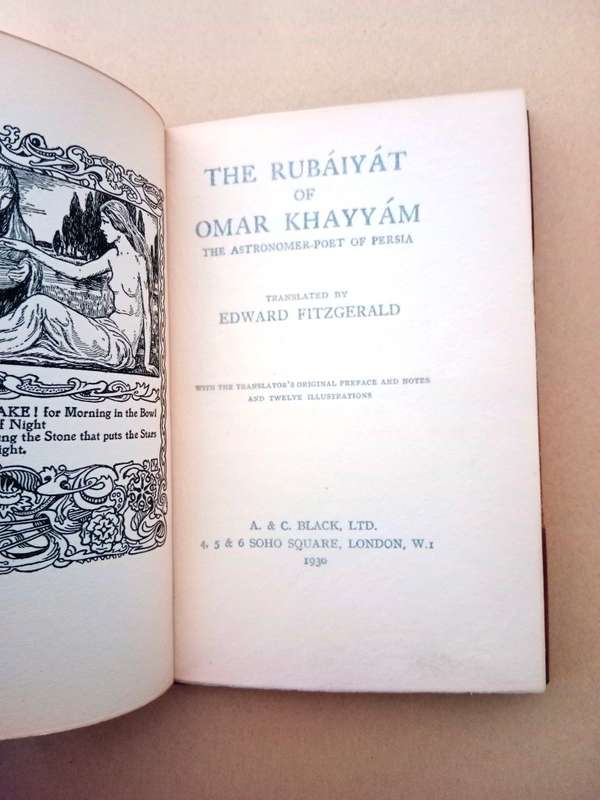 AKE! for Morning in the Bowl
f Night
ng the Stone that puts the Stars
ight.
THE RUBÁIYÁT
OF
OMAR KHAYYÁM
THE ASTRONOMER-POET OF PERSIA
TRANSLATED BY
EDWARD FITZGERALD
WITH THE TRANSLATOR'S ORIGINAL PREFACE AND NOTES
AND TWELVE ILLUSTRATIONS
A. & C. BLACK, LTD.
4, 5 & 6 SOHO SQUARE, LONDON, W.1
1930